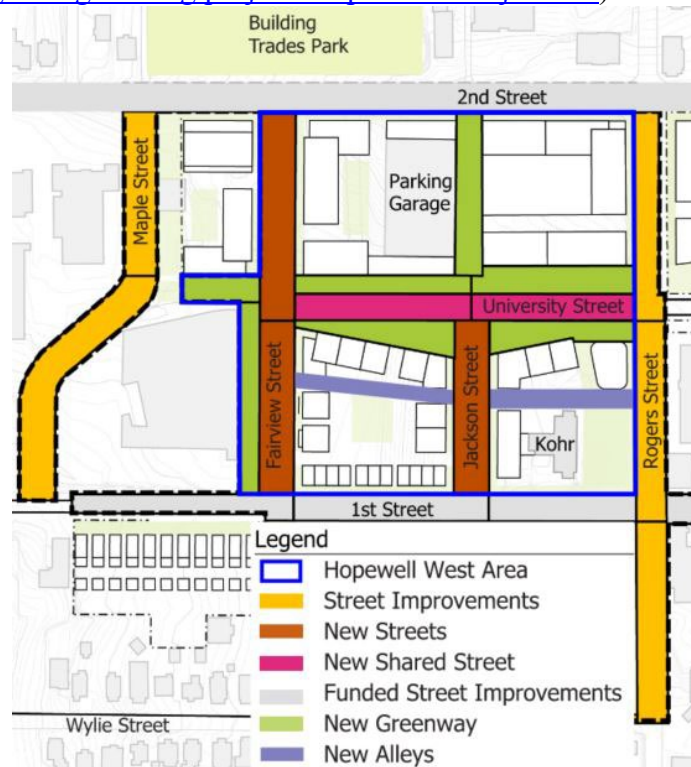 Building
Trades Park
2nd Street
Maple Street
Parking
Garage
University Street
Fairview Street
Jackson Street
Rogers Street
Kohr
1st Street
Legend
Hopewell West Area
Street Improvements
New Streets
New Shared Street
Funded Street Improvements
New Greenway
New Alleys
Wylie Street